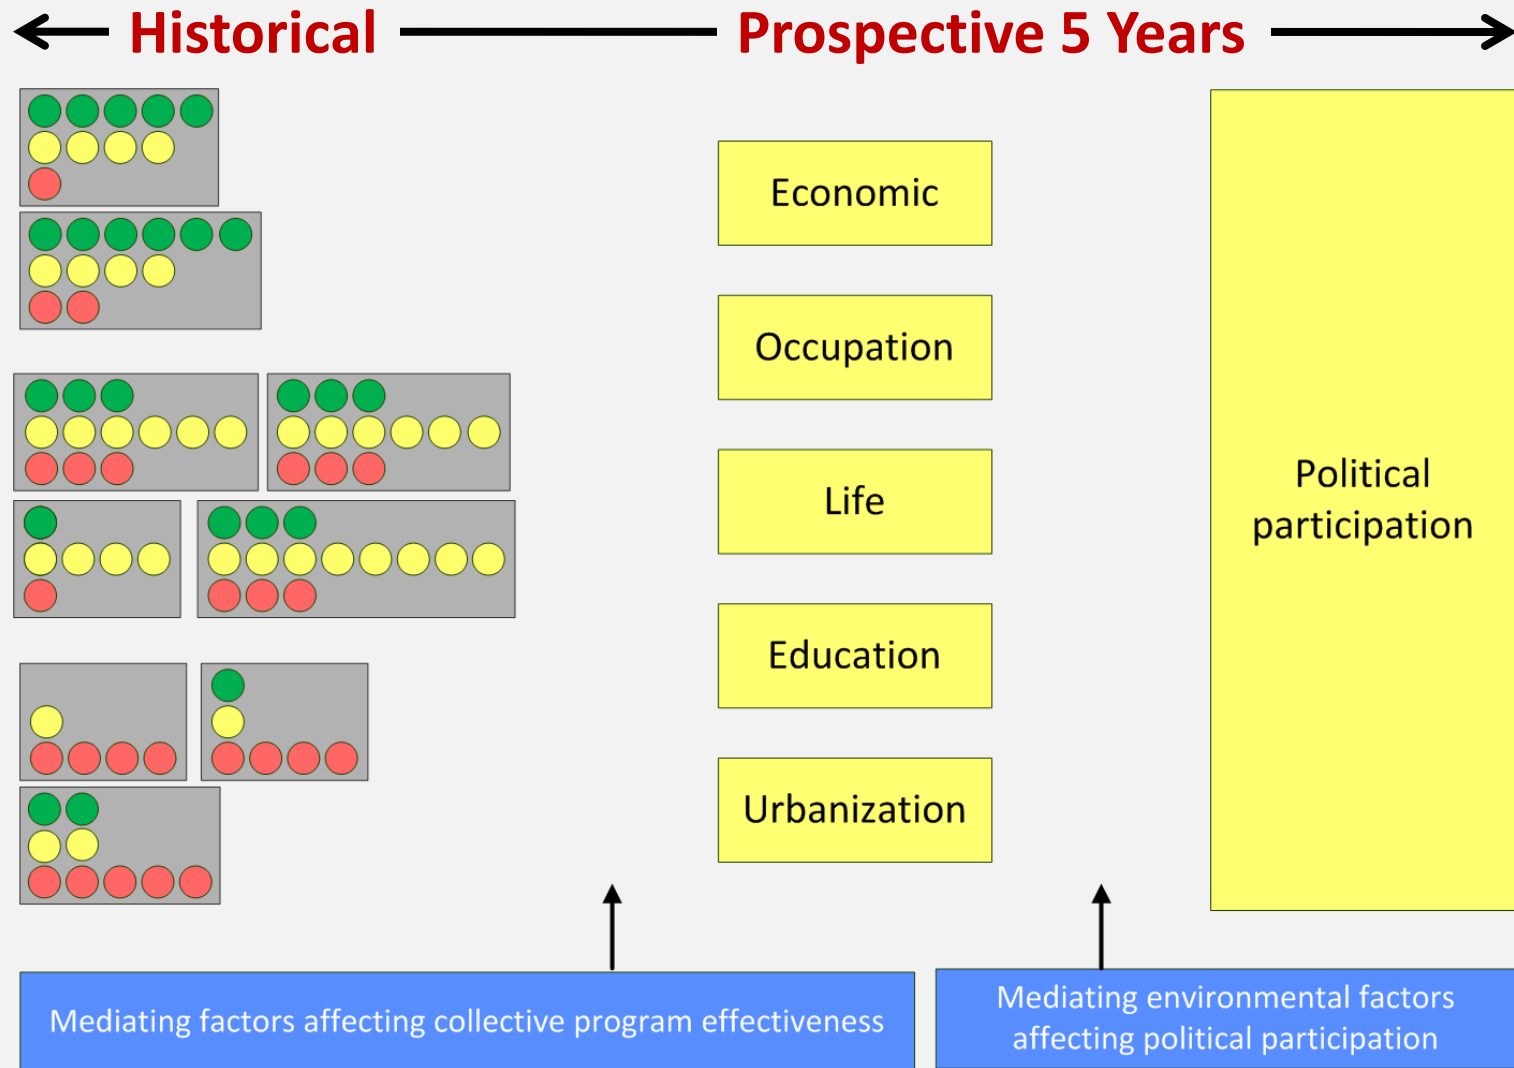 Historical
Prospective 5 Years
Economic
Occupation
Life
Education
Urbanization
Political
participation
Mediating factors affecting collective program effectiveness
Mediating environmental factors
affecting political participation